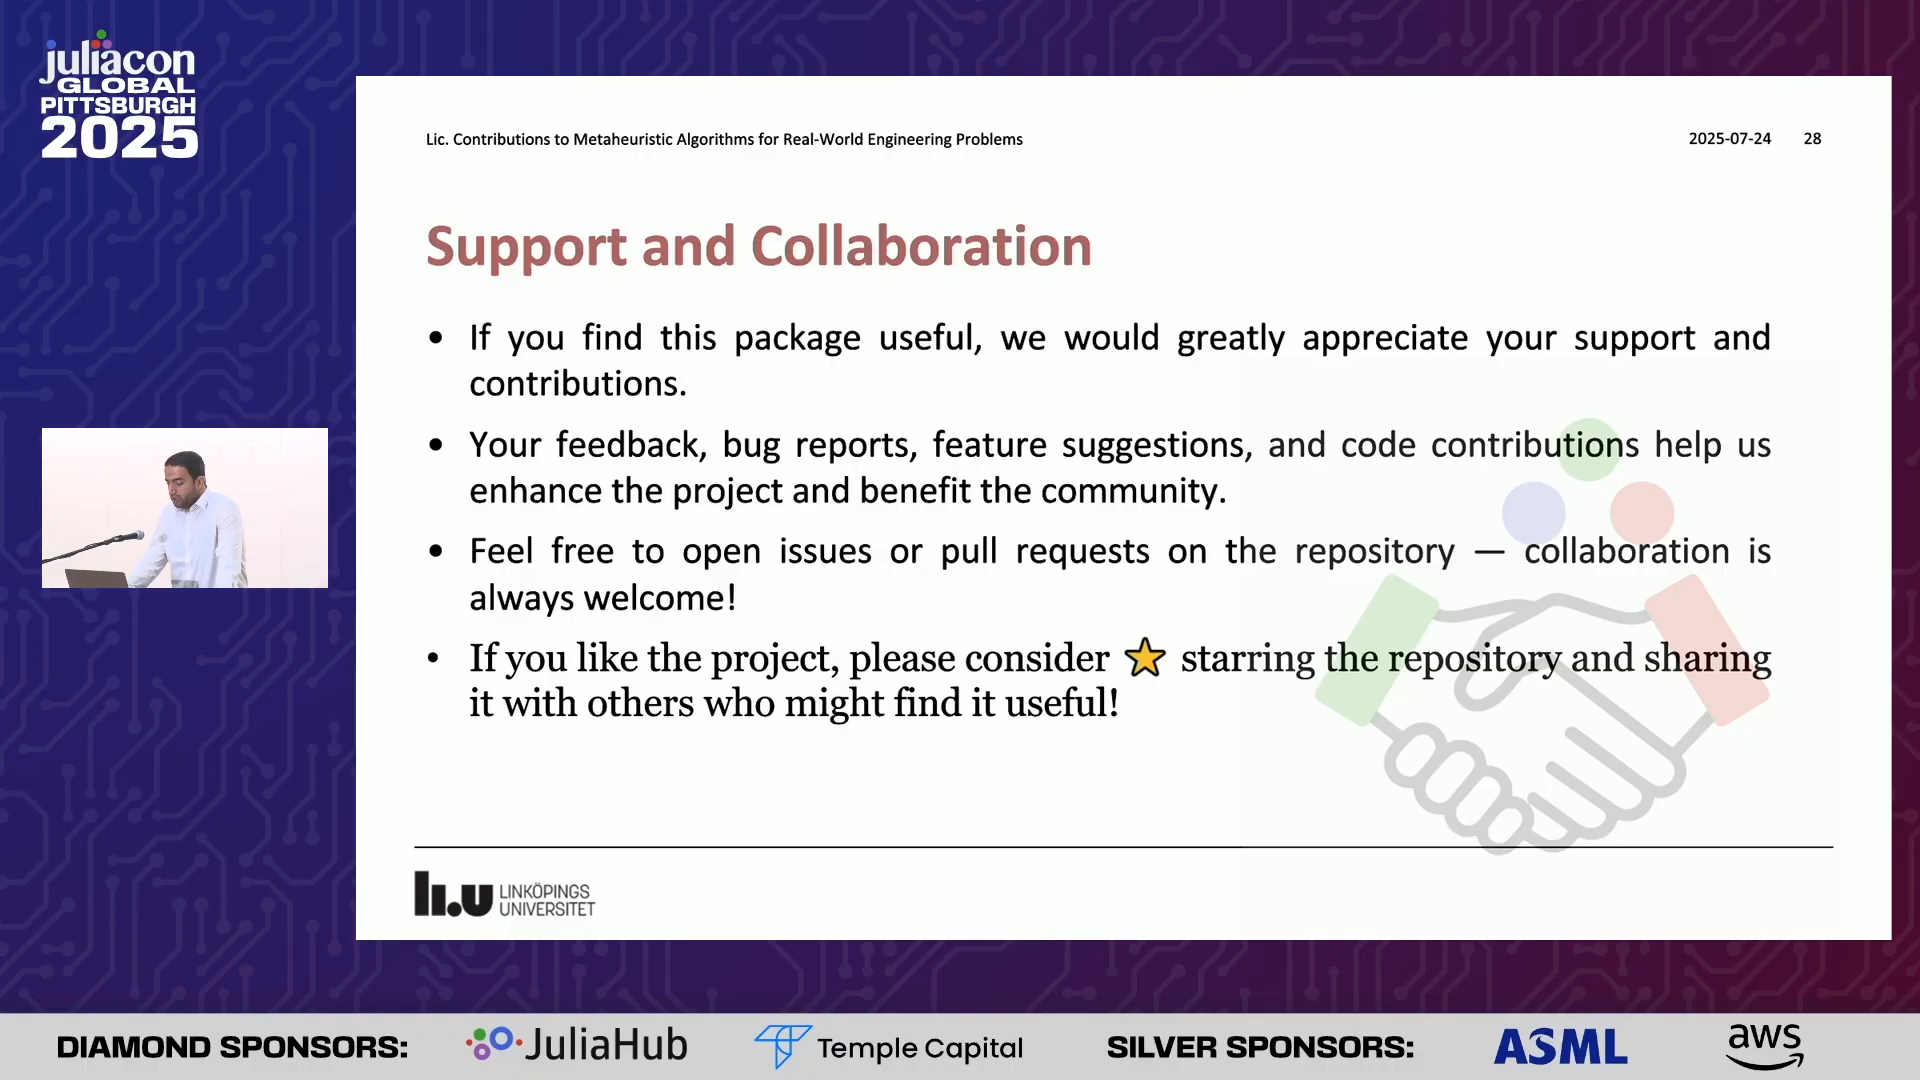 juliacon
GLOBAL
PITTSBURGH
2025
Lic. Contributions to Metaheuristic Algorithms for Real-World Engineering Problems 2025-07-24 28
Support and Collaboration
• If you find this package useful, we would greatly appreciate your support and
contributions.
• Your feedback, bug reports, feature suggestions, and code contributions help us
enhance the project and benefit the community.
• Feel free to open issues or pull requests on the repository — collaboration is
always welcome!
• If you like the project, please consider ⭐ starring the repository and sharing
it with others who might find it useful!
li.u LINKÖPINGS
UNIVERSITET
DIAMOND SPONSORS: JuliaHub Temple Capital SILVER SPONSORS: ASML aws